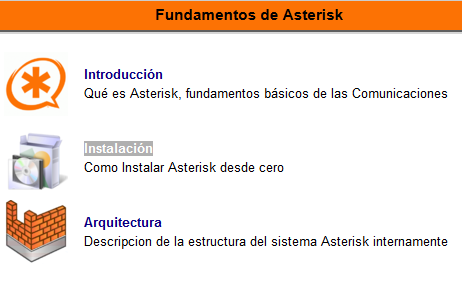 Fundamentos de Asterisk
Introducción
Qué es Asterisk, fundamentos básicos de las Comunicaciones
Instalación
Como Instalar Asterisk desde cero
Arquitectura
Descripcion de la estructura del sistema Asterisk internamente